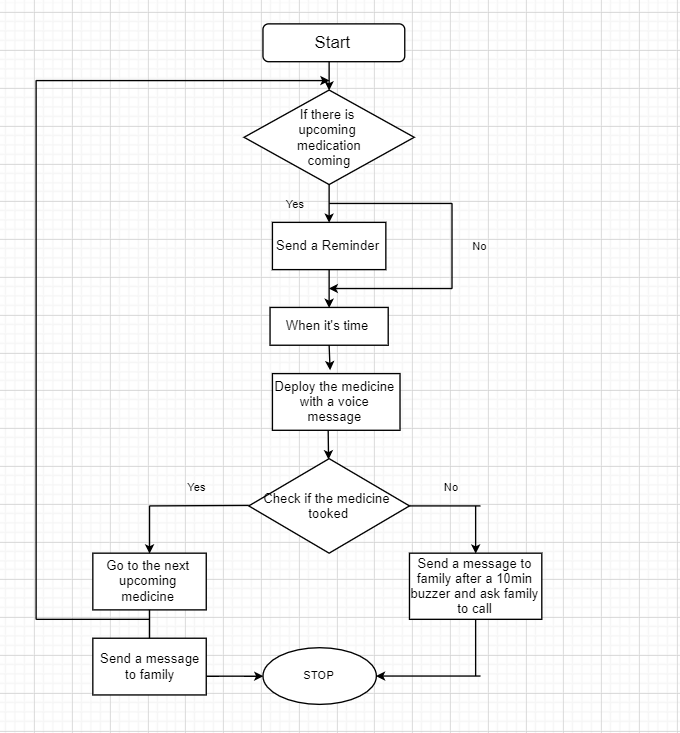 Start
If there is
upcoming
medication
coming
Yes
Send a Reminder
No
When it's time
Deploy the medicine
with a voice
message
Yes
Check if the medicine
tooked
No
Go to the next
upcoming
medicine
Send a message to
family after a 10min
buzzer and ask family
to call
Send a message
to family
STOP